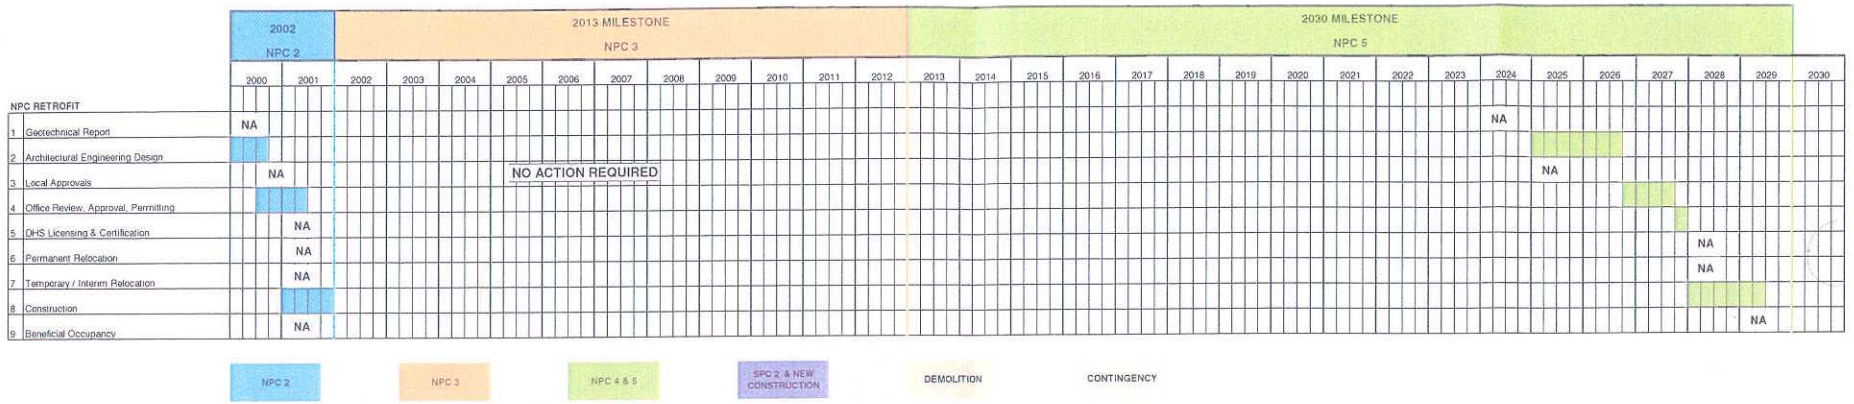 2002
NPC 2
2013 MILESTONE
NPC 3
2030 MILESTONE
NPC 5
2000 2001 2002 2003 2004 2005 2006 2007 2008 2009 2010 2011 2012 2013 2014 2015 2016 2017 2018 2019 2020 2021 2022 2023 2024 2025 2026 2027 2028 2029 2030
NPC RETROFIT
1 Geotechnical Report NA NA
2 Architectural Engineering Design
3 Local Approvals NA NO ACTION REQUIRED NA
4 Office Review, Approval, Permitting
5 DHS Licensing & Certification NA
6 Permanent Relocation NA NA
7 Temporary / Interim Relocation NA NA
8 Construction
9 Beneficial Occupancy NA NA
NPC 2
NPC 3
NPC 4 & 5
SPC 2 & NEW
CONSTRUCTION
DEMOLITION
CONTINGENCY